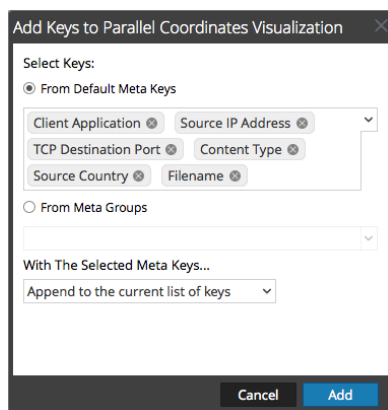 Add Keys to Parallel Coordinates Visualization
Select Keys:
From Default Meta Keys
Client Application Source IP Address
TCP Destination Port Content Type
Source Country Filename
From Meta Groups
With The Selected Meta Keys...
Append to the current list of keys
Cancel Add